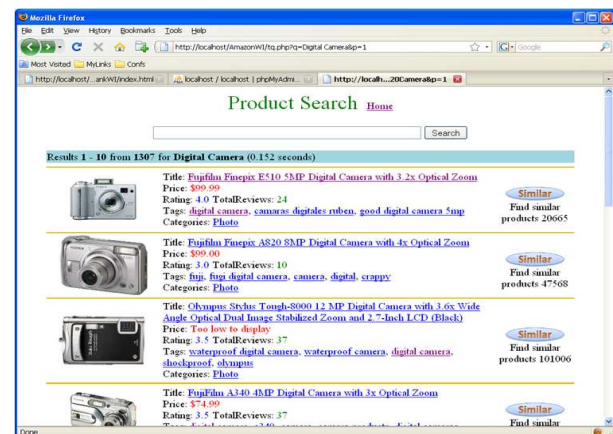 Mozilla Firefox
File Edit View History Bookmarks Tools Help
http://localhost/AmazonWI/tq.php?q=Digital Camera&p=1
Google
Most Visited MyLinks Confs
http://localhost/...ankWI/index.html localhost / localhost | phpMyAdmi... http://localh...20Camera&p=1
Product Search Home
Search
Results 1 - 10 from 1307 for Digital Camera (0.152 seconds)
Title: Fujifilm Finepix E510 5MP Digital Camera with 3.2x Optical Zoom
Price: $99.99
Rating: 4.0 TotalReviews: 24
Tags: digital camera, camaras digitales ruben, good digital camera 5mp
Categories: Photo
Similar
Find similar
products 20665
Title: Fujifilm Finepix A820 8MP Digital Camera with 4x Optical Zoom
Price: $99.00
Rating: 3.0 TotalReviews: 10
Tags: fuji, fugi digital camera, camera, digital, crappy
Categories: Photo
Similar
Find similar
products 47568
Title: Olympus Stylus Tough-8000 12 MP Digital Camera with 3.6x Wide
Angle Optical Dual Image Stabilized Zoom and 2.7-Inch LCD (Black)
Price: Too low to display
Rating: 3.5 TotalReviews: 37
Tags: waterproof digital camera, waterproof camera, digital camera,
shockproof, olympus
Categories: Photo
Similar
Find similar
products 101006
Title: FujiFilm A340 4MP Digital Camera with 3x Optical Zoom
Price: $74.99
Rating: 3.5 TotalReviews: 37
Similar
Find similar
Done